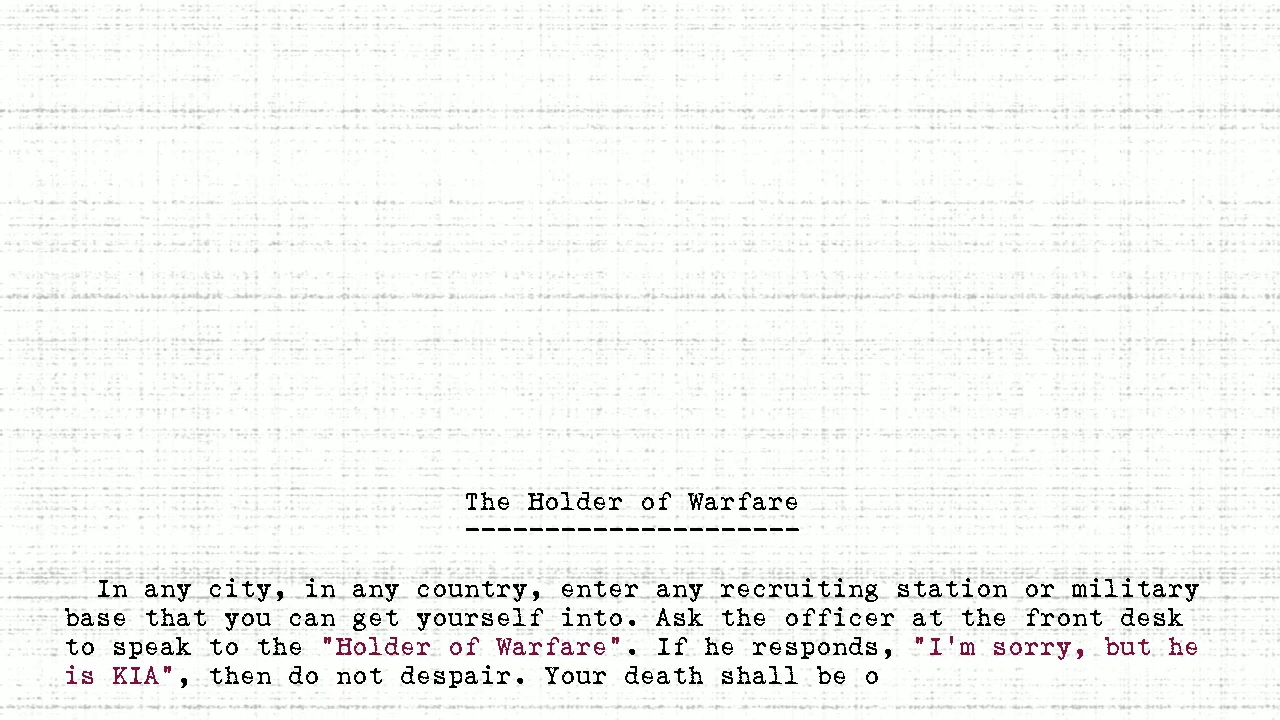 The Holder of Warfare
---------------------
In any city, in any country, enter any recruiting station or military
base that you can get yourself into. Ask the officer at the front desk
to speak to the "Holder of Warfare". If he responds, "I'm sorry, but he
is KIA", then do not despair. Your death shall be o